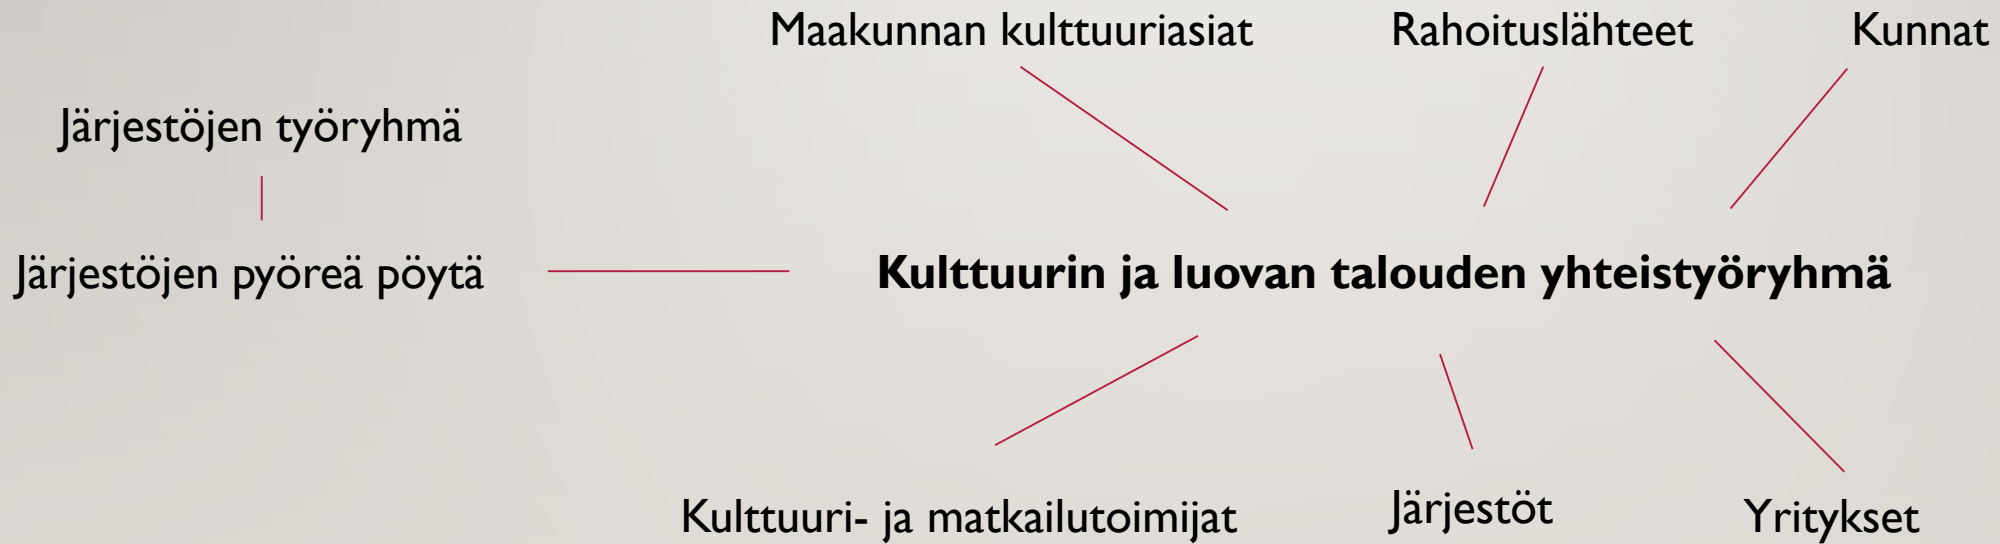 Maakunnan kulttuuriasiat
Rahoituslähteet
Kunnat
Järjestöjen työryhmä
Järjestöjen pyöreä pöytä
Kulttuurin ja luovan talouden yhteistyöryhmä
Kulttuuri- ja matkailutoimijat
Järjestöt
Yritykset